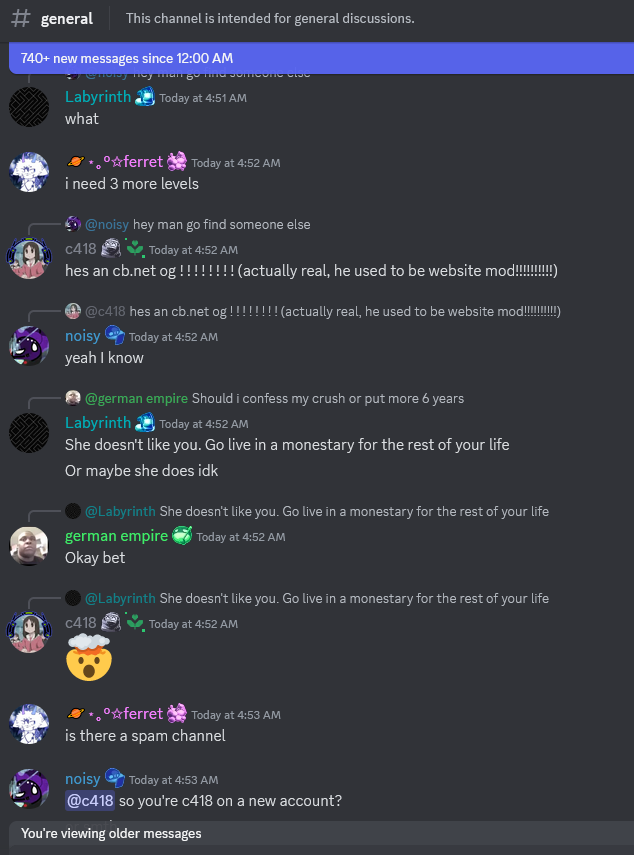 # general This channel is intended for general discussions.
740+ new messages since 12:00 AM
@noisy hey man go find someone else
Labyrinth Today at 4:51 AM
what
⋆｡°☆ferret Today at 4:52 AM
i need 3 more levels
@noisy hey man go find someone else
c418 Today at 4:52 AM
hes an cb.net og ! ! ! ! ! ! ! ! (actually real, he used to be website mod!!!!!!!!!!)
@c418 hes an cb.net og ! ! ! ! ! ! ! ! (actually real, he used to be website mod!!!!!!!!!!)
noisy Today at 4:52 AM
yeah I know
@german empire Should i confess my crush or put more 6 years
Labyrinth Today at 4:52 AM
She doesn't like you. Go live in a monestary for the rest of your life
Or maybe she does idk
@Labyrinth She doesn't like you. Go live in a monestary for the rest of your life
german empire Today at 4:52 AM
Okay bet
@Labyrinth She doesn't like you. Go live in a monestary for the rest of your life
c418 Today at 4:52 AM
⋆｡°☆ferret Today at 4:53 AM
is there a spam channel
noisy Today at 4:53 AM
@c418 so you're c418 on a new account?
You're viewing older messages